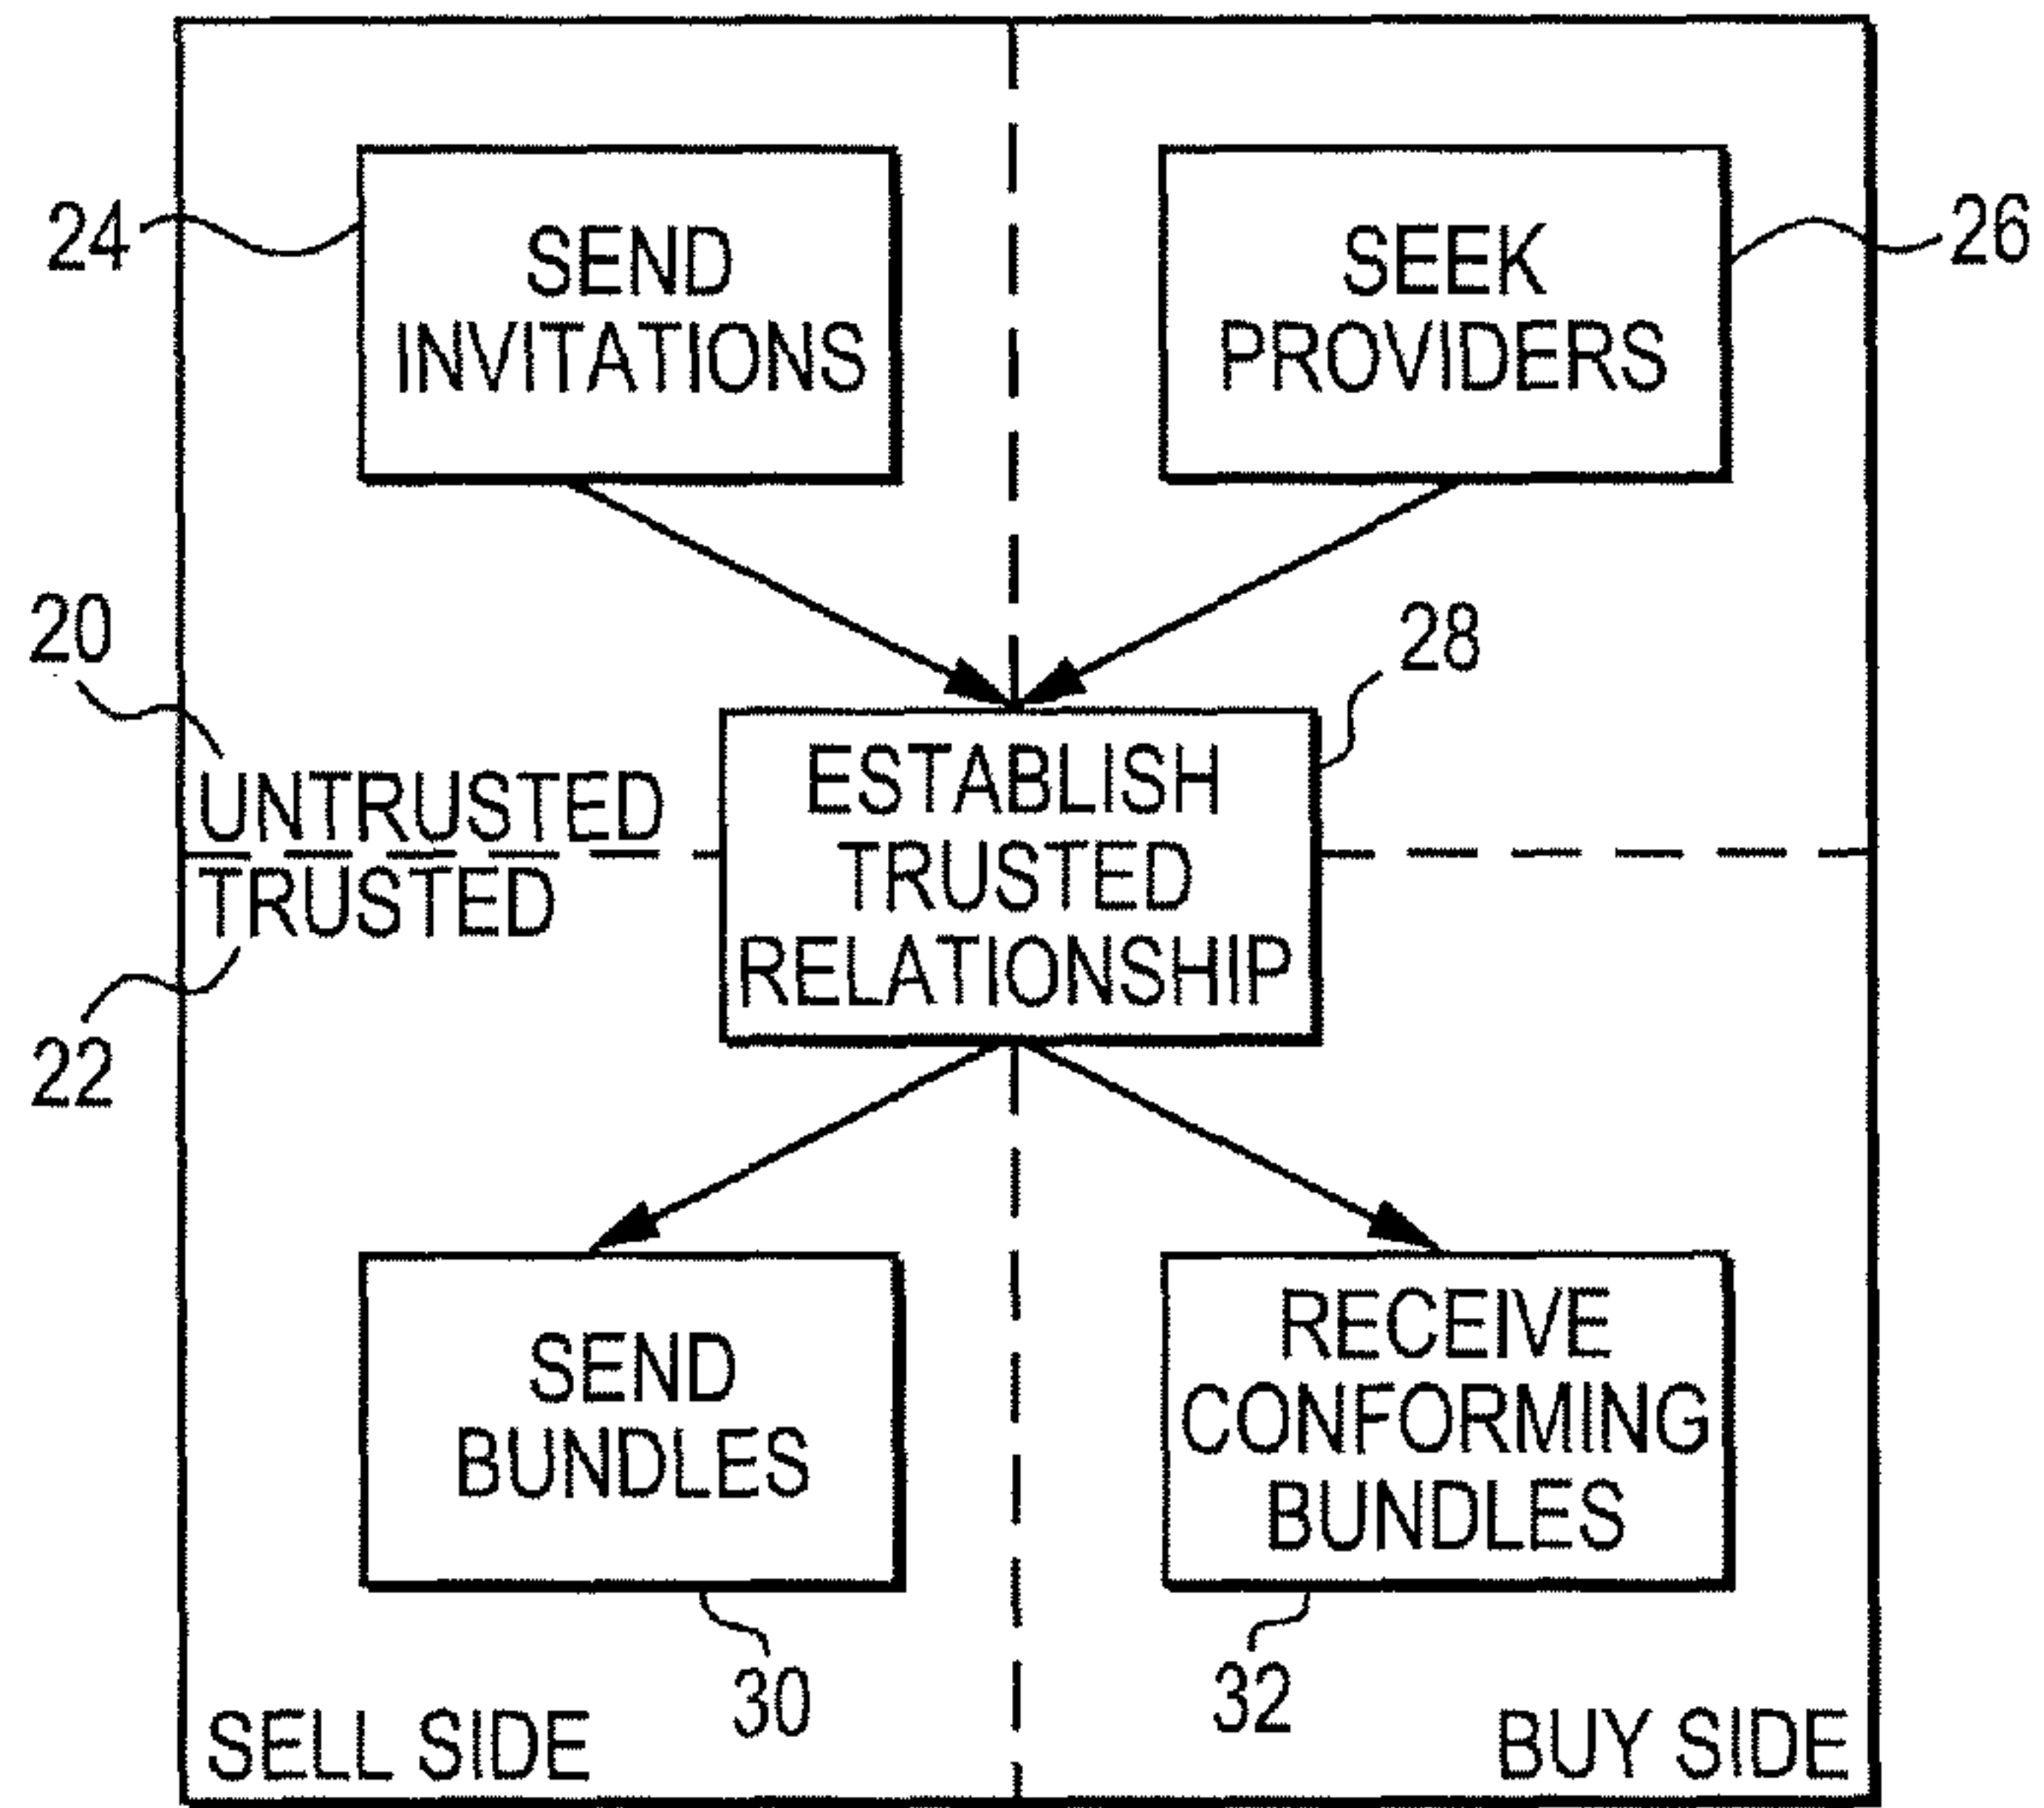 24
SEND
INVITATIONS
SEEK
PROVIDERS
26
20
28
UNTRUSTED
TRUSTED
22
ESTABLISH
TRUSTED
RELATIONSHIP
SEND
BUNDLES
30
RECEIVE
CONFORMING
BUNDLES
32
SELL SIDE
BUY SIDE